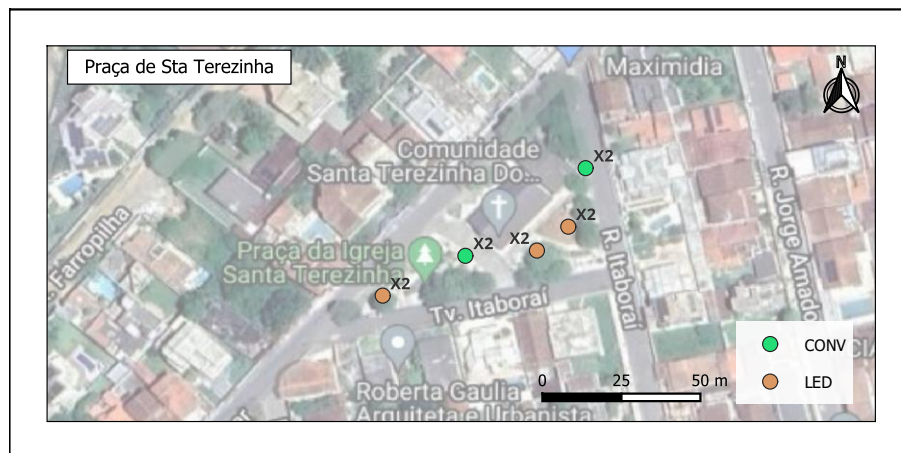 Praça de Sta Terezinha
N
Maximidia
Comunidade
Santa Terezinha Do...
X2
X2
X2
X2
X2
Praça da Igreja
Santa Terezinha
Farropilha
Tv. Itaboraí
R. Itaboraí
R. Jorge Amado
Roberta Gaulia
Arquiteta e Urbanista
CONV
LED
0 25 50 m